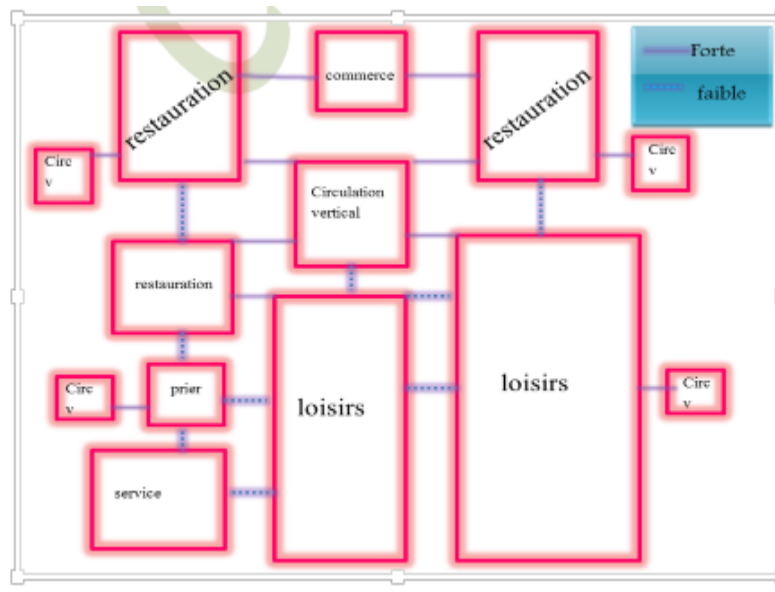 restauration
commerce
restauration
Forte
faible
Circ
v
Circ
v
Circulation
vertical
restauration
loisirs
loisirs
Circ
v
prier
Circ
v
service